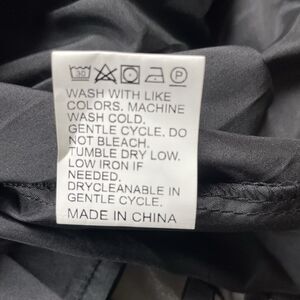 30 P
WASH WITH LIKE
COLORS. MACHINE
WASH COLD.
GENTLE CYCLE. DO
NOT BLEACH.
TUMBLE DRY LOW.
LOW IRON IF
NEEDED.
DRYCLEANABLE IN
GENTLE CYCLE.
MADE IN CHINA